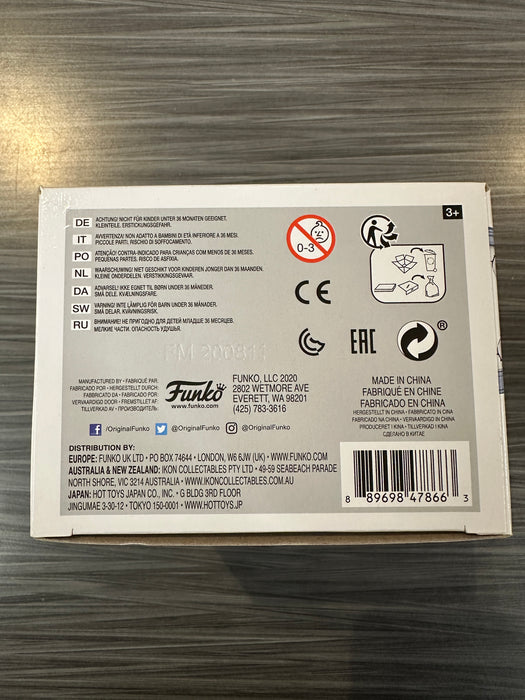 3+
DE ACHTUNG! NICHT FÜR KINDER UNTER 36 MONATEN GEEIGNET.
KLEINTEILE. ERSTICKUNGSGEFAHR.
IT AVVERTENZA! NON ADATTO A BAMBINI DI ETÀ INFERIORE A 36 MESI.
PICCOLE PARTI. RISCHIO DI SOFFOCAMENTO.
PO ATENÇÃO! CONTRA-INDICADO PARA CRIANÇAS COM MENOS DE 36 MESES.
PEQUENAS PARTES. RISCO DE ASFIXIA.
NL WAARSCHUWING! NIET GESCHIKT VOOR KINDEREN JONGER DAN 36 MAANDEN.
KLEINE ONDERDELEN. VERSTIKKINGSGEVAAR.
DA ADVARSEL! IKKE EGNET TIL BØRN UNDER 36 MÅNEDER.
SMÅ DELE. KVÆLNINGSFARE.
SW VARNING! INTE LÄMPLIG FÖR BARN UNDER 36 MÅNADER.
SMÅ DELAR. KVÄVNINGSRISK.
RU ВНИМАНИЕ! НЕ ПРИГОДНО ДЛЯ ДЕТЕЙ МЛАДШЕ 36 МЕСЯЦЕВ.
МЕЛКИЕ ЧАСТИ. ОПАСНОСТЬ УДУШЬЯ.
0-3
CE
EAC
®
MANUFACTURED BY • FABRIQUÉ PAR:
FABRICADO POR • HERGESTELLT DURCH:
FABBRICATO DA • FABRICADO POR:
VERVAARDIGD DOOR • FREMSTILLET AF:
TILLVERKAD AV • ПРОИЗВОДИТЕЛЬ:
Funko
www.funko.com
FUNKO, LLC 2020
2802 WETMORE AVE
EVERETT, WA 98201
(425) 783-3616
MADE IN CHINA
FABRIQUÉ EN CHINE
FABRICADO EN CHINA
HERGESTELLT IN CHINA • FABBRICATO IN CINA
FABRICADO NA CHINA • VERVAARDIGD IN CHINA
PRODUCERET I KINA • TILLVERKAD I KINA
СДЕЛАНО В КИТАЕ
/OriginalFunko @OriginalFunko @OriginalFunko
DISTRIBUTION BY:
EUROPE: FUNKO UK LTD • PO BOX 74644 • LONDON, W6 6JW (UK) • WWW.FUNKO.COM
AUSTRALIA & NEW ZEALAND: IKON COLLECTABLES PTY LTD • 49-59 SEABEACH PARADE
NORTH SHORE, VIC 3214 AUSTRALIA • WWW.IKONCOLLECTABLES.COM.AU
JAPAN: HOT TOYS JAPAN CO., INC. • G BLDG 3RD FLOOR
JINGUMAE 3-30-12 • TOKYO 150-0001 • WWW.HOTTOYS.JP
8 89698 47866 3